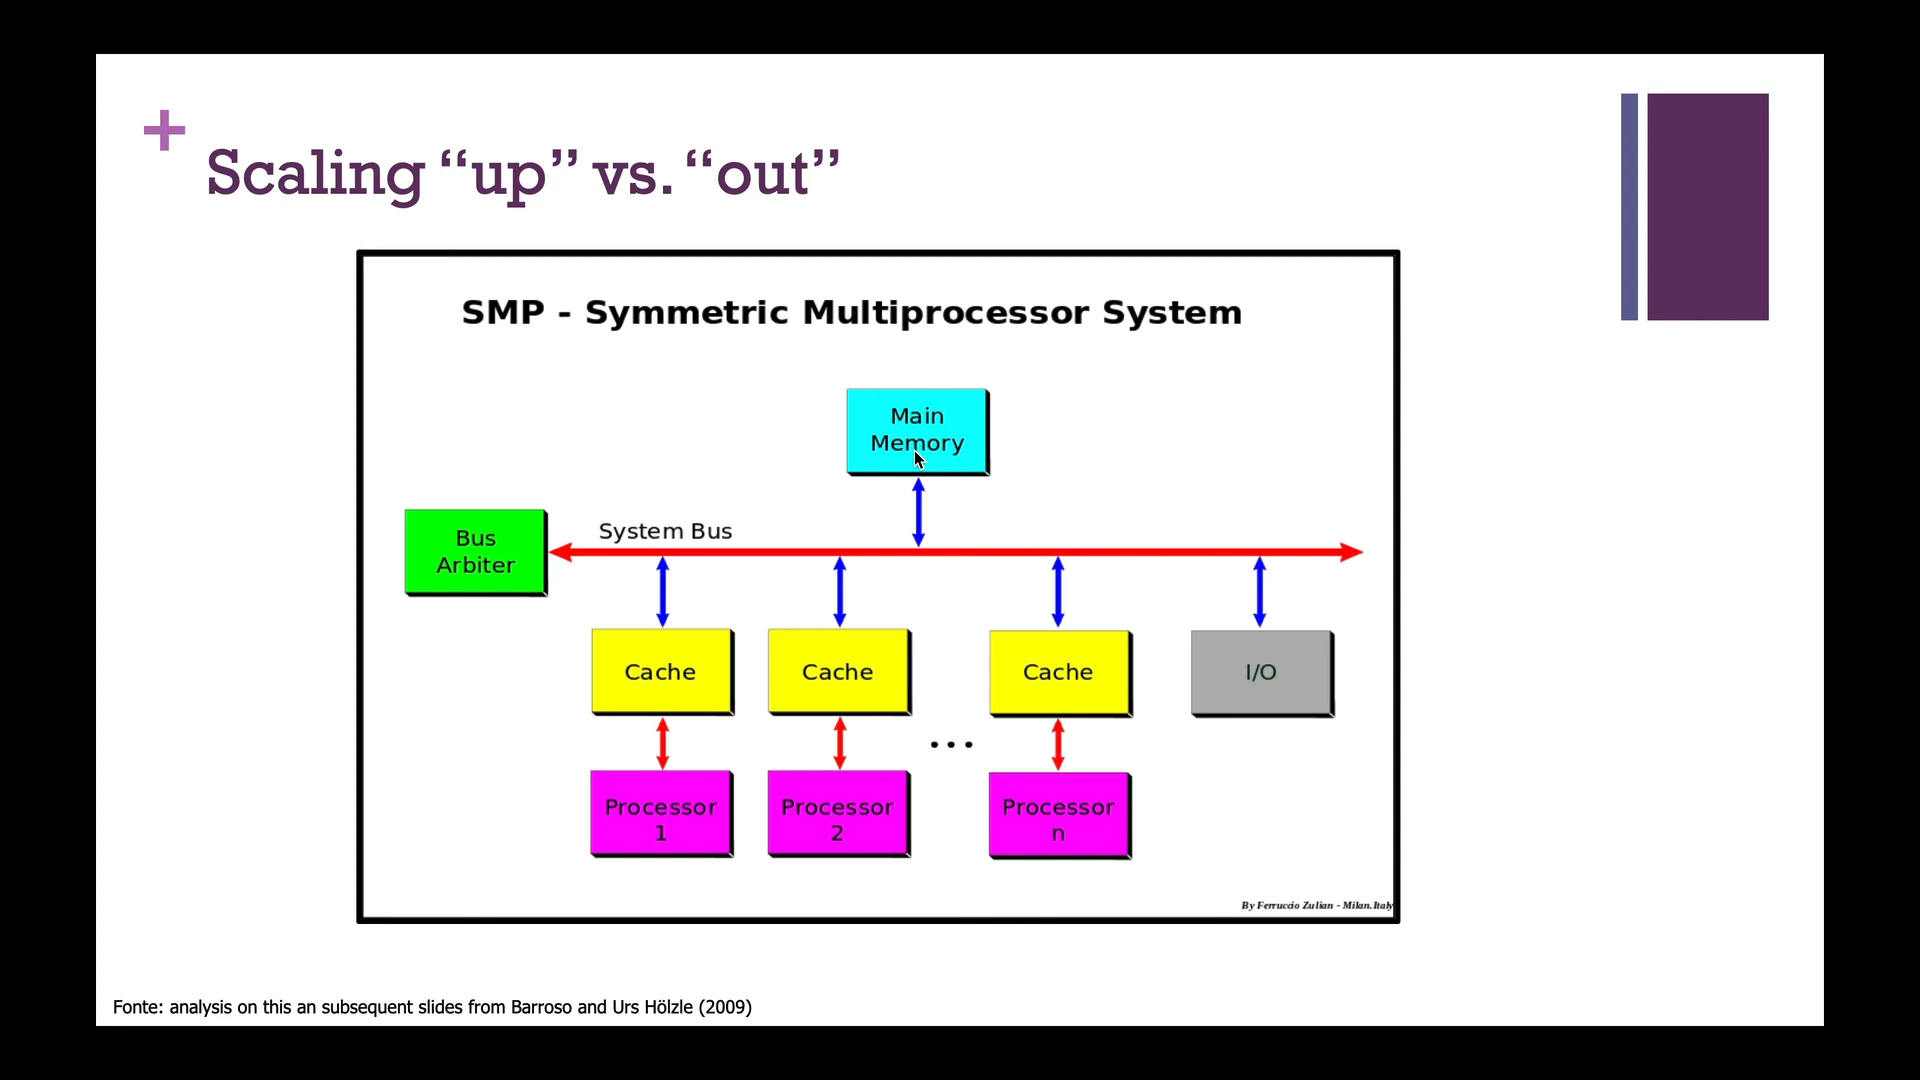 +
Scaling “up” vs. “out”
SMP - Symmetric Multiprocessor System
Main
Memory
System Bus
Bus
Arbiter
Cache
Cache
Cache
I/O
...
Processor
1
Processor
2
Processor
n
By Ferruccio Zulian - Milan.Italy
Fonte: analysis on this an subsequent slides from Barroso and Urs Hölzle (2009)